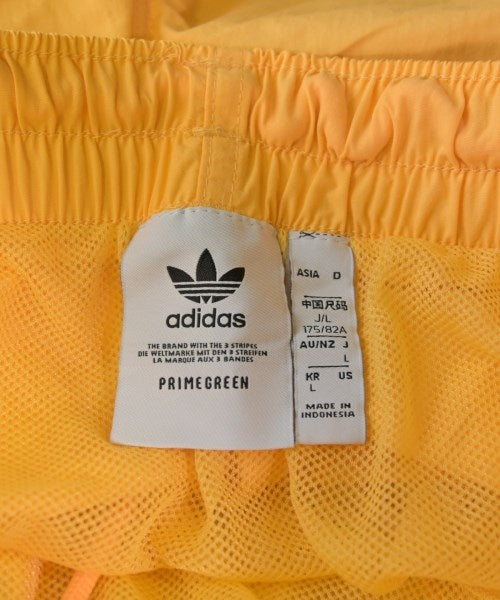 adidas
THE BRAND WITH THE 3 STRIPES
DIE WELTMARKE MIT DEN 3 STREIFEN
LA MARQUE AUX 3 BANDES
PRIMEGREEN
ASIA D
中国尺码
J/L
175/82A
AU/NZ J
L
KR US
L
MADE IN
INDONESIA